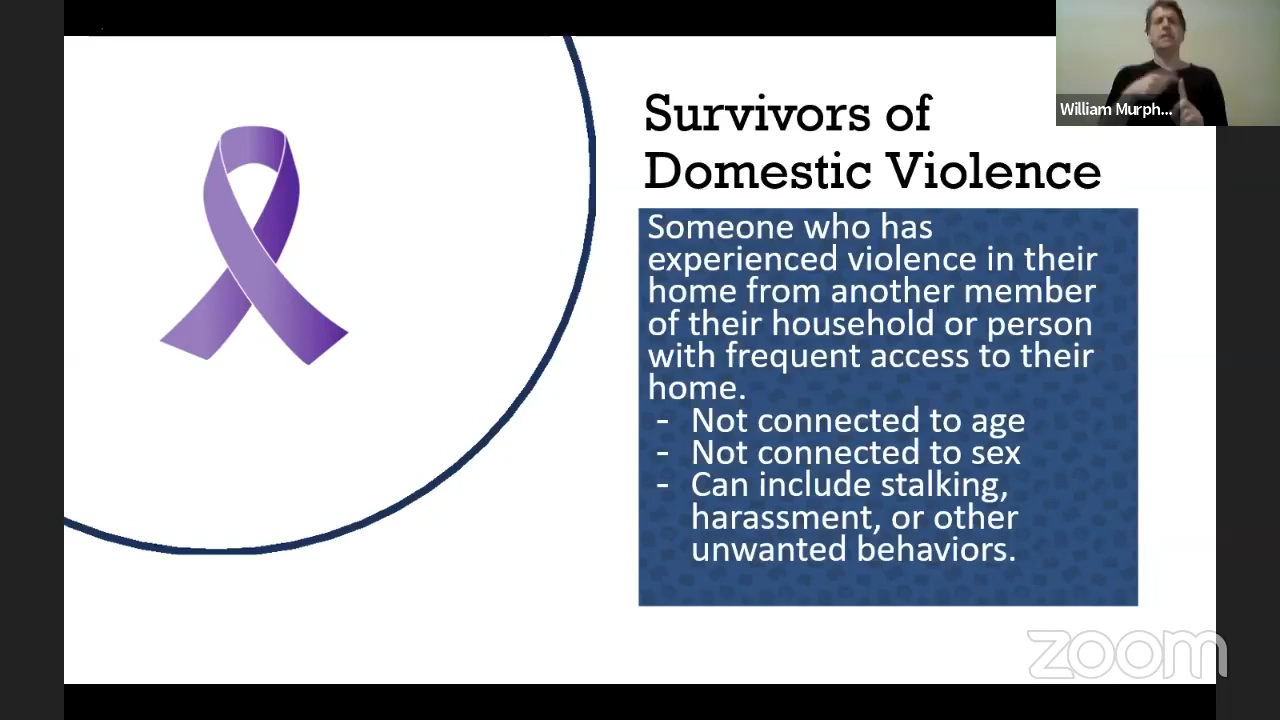 Survivors of
Domestic Violence
William Murph...
Someone who has
experienced violence in their
home from another member
of their household or person
with frequent access to their
home.
- Not connected to age
- Not connected to sex
- Can include stalking,
harassment, or other
unwanted behaviors.
zoom